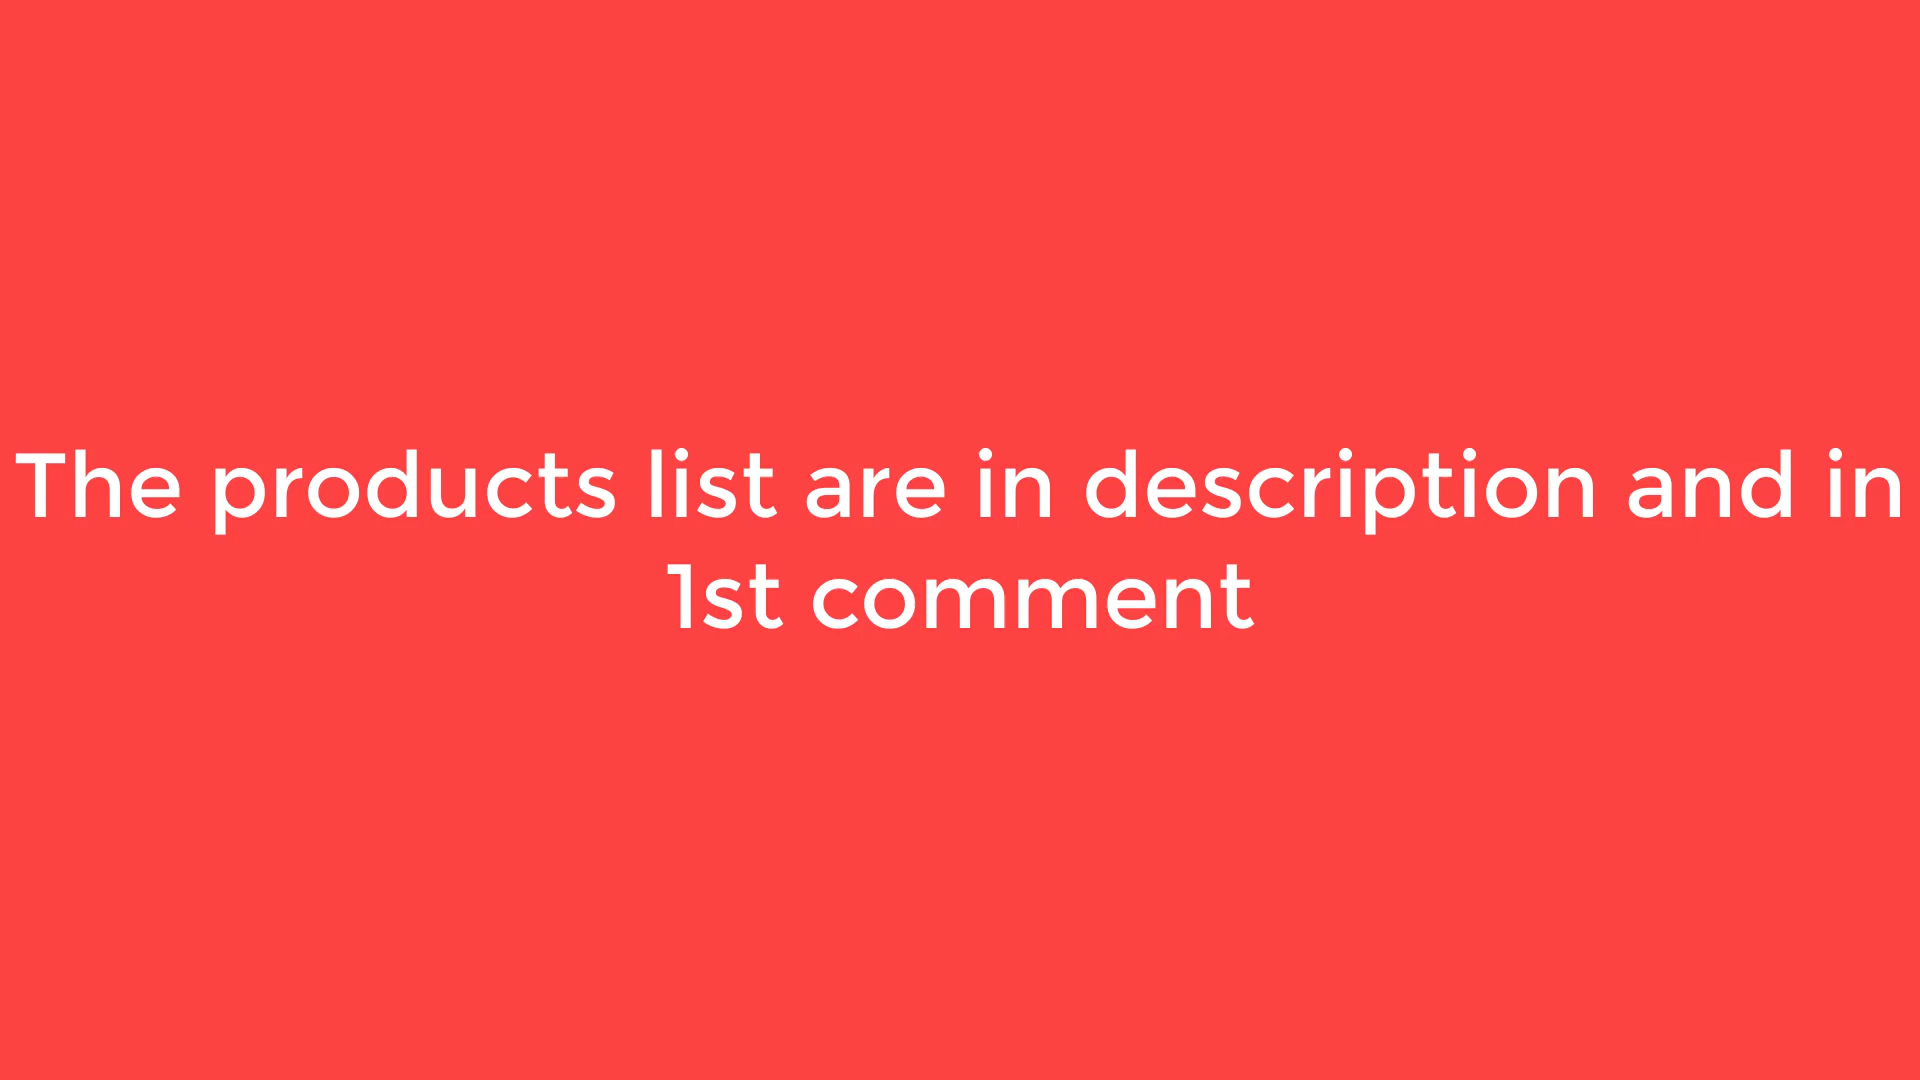 The products list are in description and in
1st comment